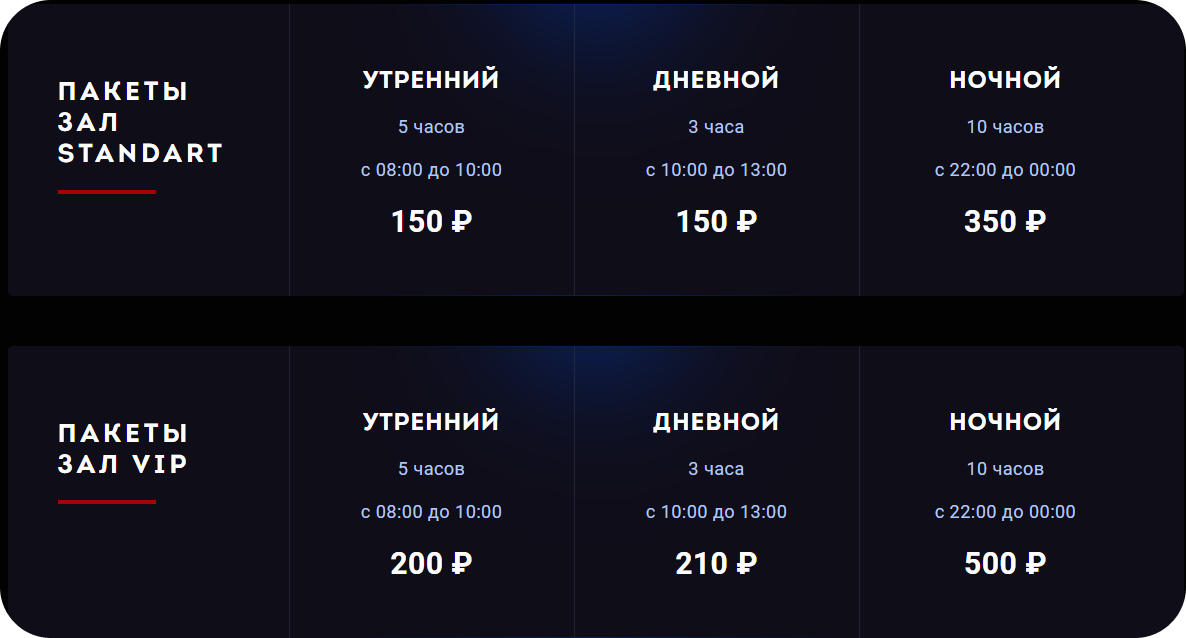 ПАКЕТЫ
ЗАЛ
STANDART
УТРЕННИЙ
5 часов
с 08:00 до 10:00
150 ₽
ДНЕВНОЙ
3 часа
с 10:00 до 13:00
150 ₽
НОЧНОЙ
10 часов
с 22:00 до 00:00
350 ₽
ПАКЕТЫ
ЗАЛ VIP
УТРЕННИЙ
5 часов
с 08:00 до 10:00
200 ₽
ДНЕВНОЙ
3 часа
с 10:00 до 13:00
210 ₽
НОЧНОЙ
10 часов
с 22:00 до 00:00
500 ₽